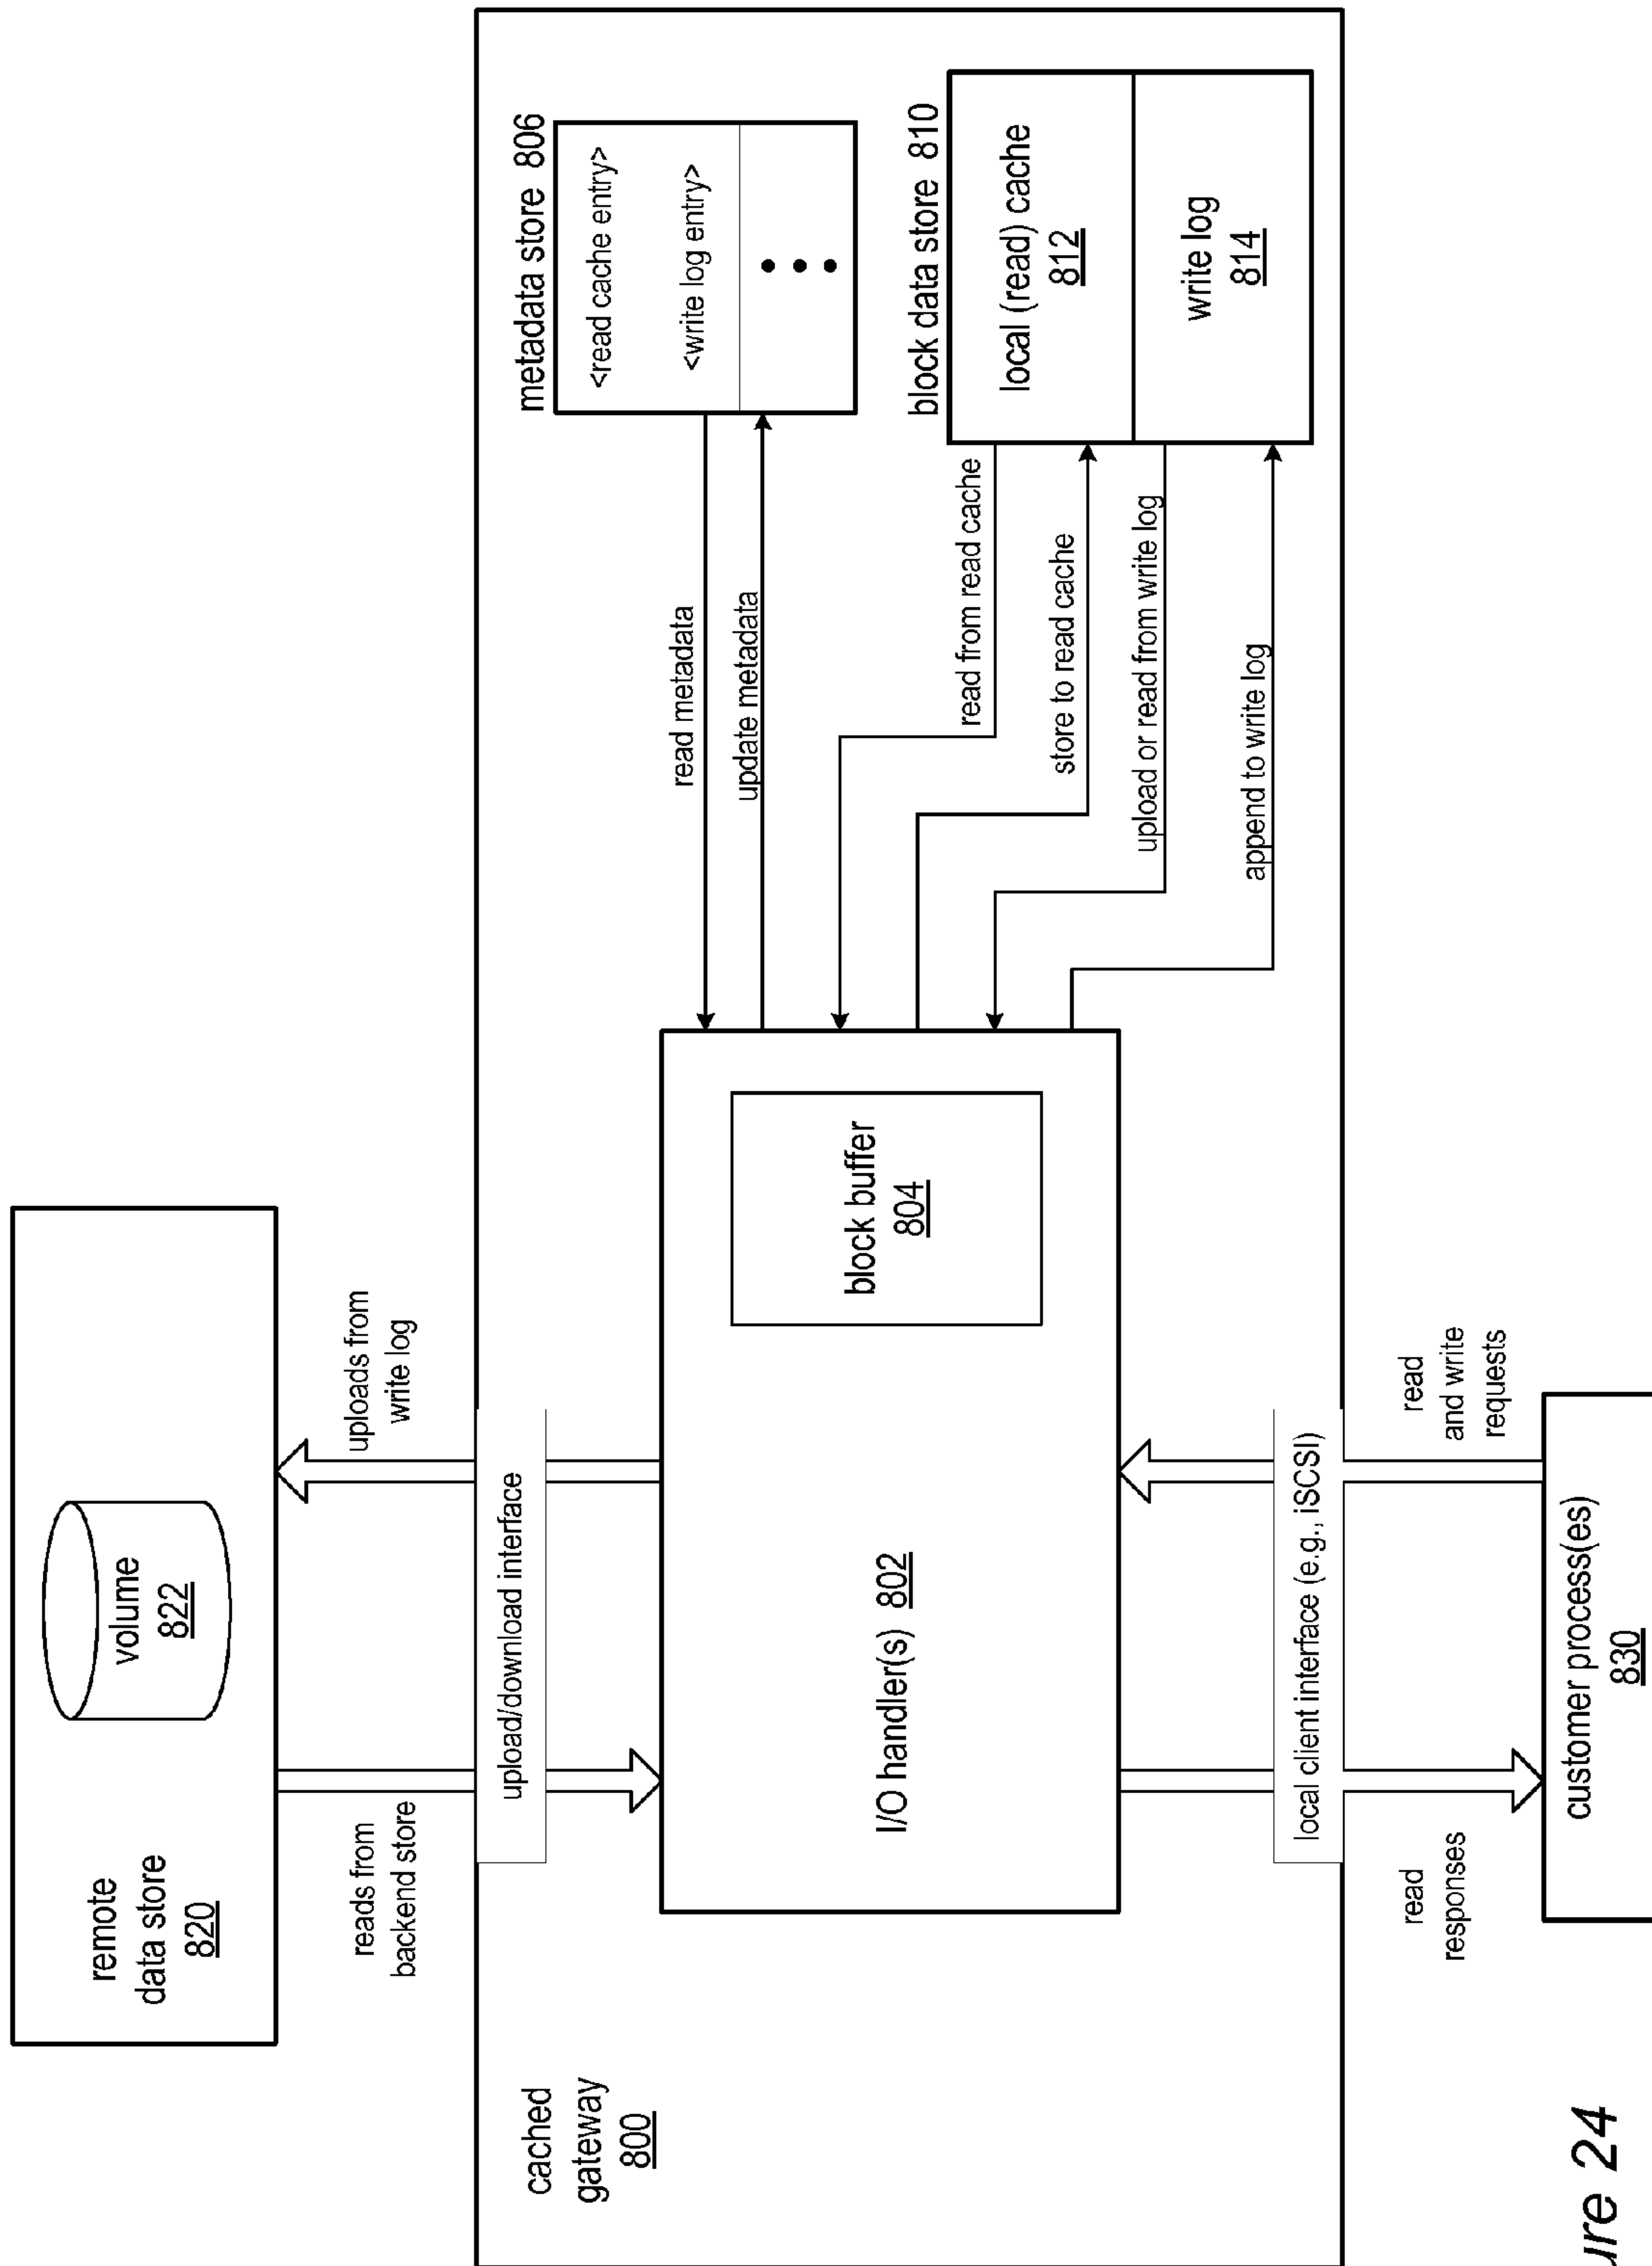 remote
data store
820
volume
822
reads from
backend store
uploads from
write log
cached
gateway
800
upload/download interface
metadata store 806
<read cache entry>
<write log entry>
read metadata
update metadata
I/O handler(s) 802
block buffer
804
block data store 810
local (read) cache
812
write log
814
read from read cache
store to read cache
upload or read from write log
append to write log
local client interface (e.g., iSCSI)
read
responses
read
and write
requests
customer process(es)
830
ure 24